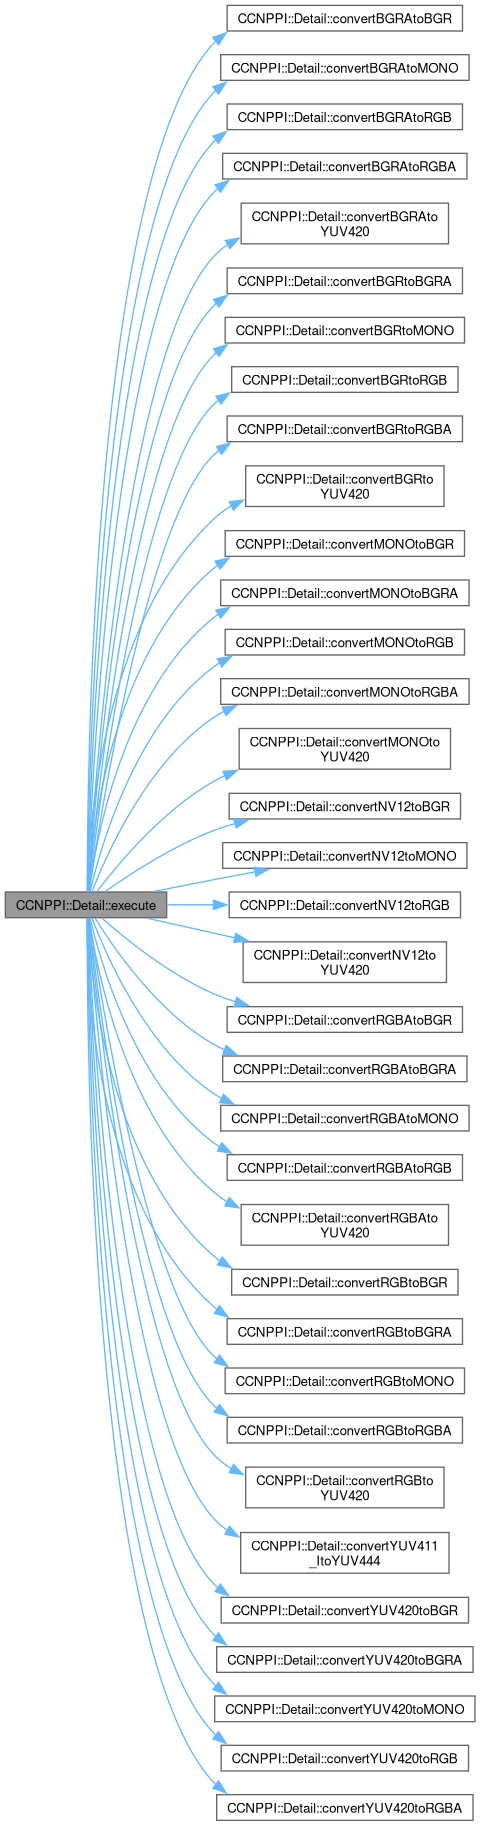 CCNPPI::Detail::convertBGRAtoBGR
CCNPPI::Detail::convertBGRAtoMONO
CCNPPI::Detail::convertBGRAtoRGB
CCNPPI::Detail::convertBGRAtoRGBA
CCNPPI::Detail::convertBGRAto
YUV420
CCNPPI::Detail::convertBGRtoBGRA
CCNPPI::Detail::convertBGRtoMONO
CCNPPI::Detail::convertBGRtoRGB
CCNPPI::Detail::convertBGRtoRGBA
CCNPPI::Detail::convertBGRto
YUV420
CCNPPI::Detail::convertMONOtoBGR
CCNPPI::Detail::convertMONOtoBGRA
CCNPPI::Detail::convertMONOtoRGB
CCNPPI::Detail::convertMONOtoRGBA
CCNPPI::Detail::convertMONOto
YUV420
CCNPPI::Detail::convertNV12toBGR
CCNPPI::Detail::convertNV12toMONO
CCNPPI::Detail::execute
CCNPPI::Detail::convertNV12toRGB
CCNPPI::Detail::convertNV12to
YUV420
CCNPPI::Detail::convertRGBAtoBGR
CCNPPI::Detail::convertRGBAtoBGRA
CCNPPI::Detail::convertRGBAtoMONO
CCNPPI::Detail::convertRGBAtoRGB
CCNPPI::Detail::convertRGBAto
YUV420
CCNPPI::Detail::convertRGBtoBGR
CCNPPI::Detail::convertRGBtoBGRA
CCNPPI::Detail::convertRGBtoMONO
CCNPPI::Detail::convertRGBtoRGBA
CCNPPI::Detail::convertRGBto
YUV420
CCNPPI::Detail::convertYUV411
_ItoYUV444
CCNPPI::Detail::convertYUV420toBGR
CCNPPI::Detail::convertYUV420toBGRA
CCNPPI::Detail::convertYUV420toMONO
CCNPPI::Detail::convertYUV420toRGB
CCNPPI::Detail::convertYUV420toRGBA